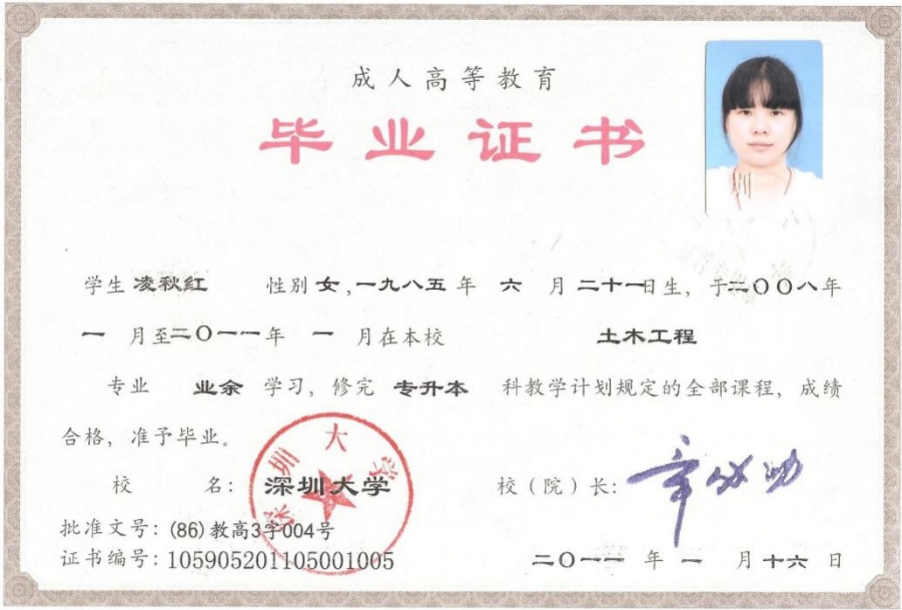 成人高等教育
毕业证书
学生 凌秋红 性别 女,一九八五 年 六 月 二十一日生, 于二〇〇八年
一 月至二〇一一年 一 月在本校 土木工程
专业 业余 学习, 修完 专升本 科教学计划规定的全部课程, 成绩
合格, 准予毕业。
深圳大学
校 名: 深圳大学 校(院)长:
批准文号: (86)教高3字004号
证书编号: 105905201105001005 二〇一一 年 一 月 十六 日